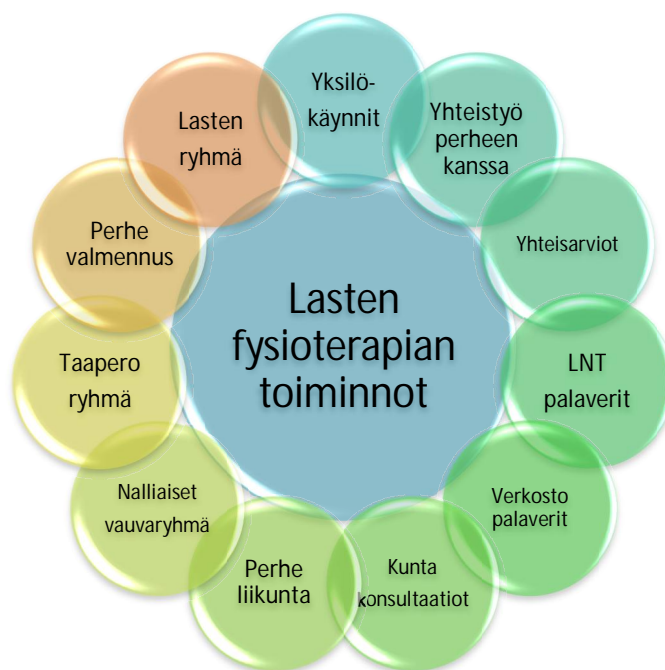 Lasten
fysioterapian
toiminnot
Yksilö-
käynnit
Yhteistyö
perheen
kanssa
Yhteisarviot
LNT
palaverit
Verkosto
palaverit
Kunta
konsultaatiot
Perhe
liikunta
Nalliaiset
vauvaryhmä
Taapero
ryhmä
Perhe
valmennus
Lasten
ryhmä